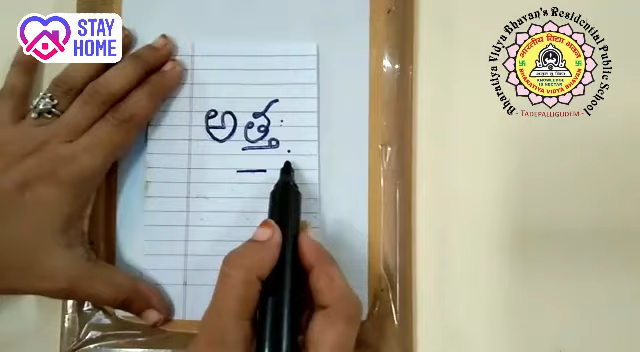 STAY
HOME
Bharatiya Vidya Bhavan's Residential Public School
- TADEPALLIGUDEM -
అత్త